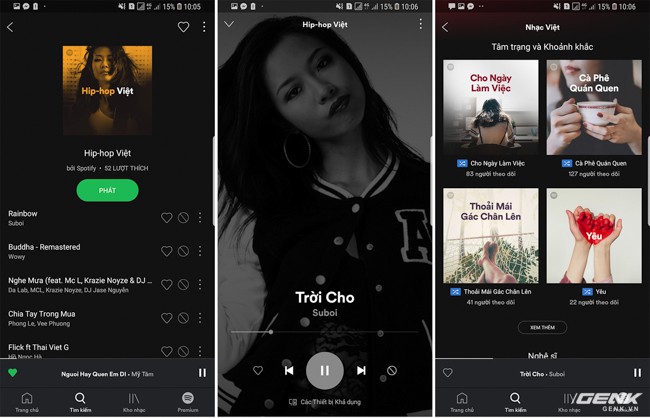 15% 10:05
Hip-hop Việt
Hip-hop Việt
bởi Spotify • 52 LƯỢT THÍCH
PHÁT
Rainbow
Suboi
Buddha - Remastered
Wowy
Nghe Mưa (feat. Mc L, Krazie Noyze & DJ ...
Da Lab, MCL, Krazie Noyze, DJ Jase Nguyễn
Chia Tay Trong Mua
Phong Le, Vee Phuong
Flick ft Thai Viet G
Hà Ngọc Hà
Nguoi Hay Quen Em DI • Mỹ Tâm
Trang chủ
Tìm kiếm
Kho nhạc
Premium
15% 10:06
Hip-hop Việt
Trời Cho
Suboi
Các Thiết Bị Khả Dụng
15% 10:06
Nhạc Việt
Tâm trạng và Khoảnh khắc
Cho Ngày
Làm Việc
Cho Ngày Làm Việc
83 người theo dõi
Cà Phê
Quán Quen
Cà Phê Quán Quen
127 người theo dõi
Thoải Mái
Gác Chân Lên
Thoải Mái Gác Chân Lên
41 người theo dõi
Yêu
Yêu
22 người theo dõi
XEM THÊM
Nghệ sĩ
Trời Cho • Suboi
Trang chủ
Tìm kiếm
Kho nhạc
GENK
GENK.VN